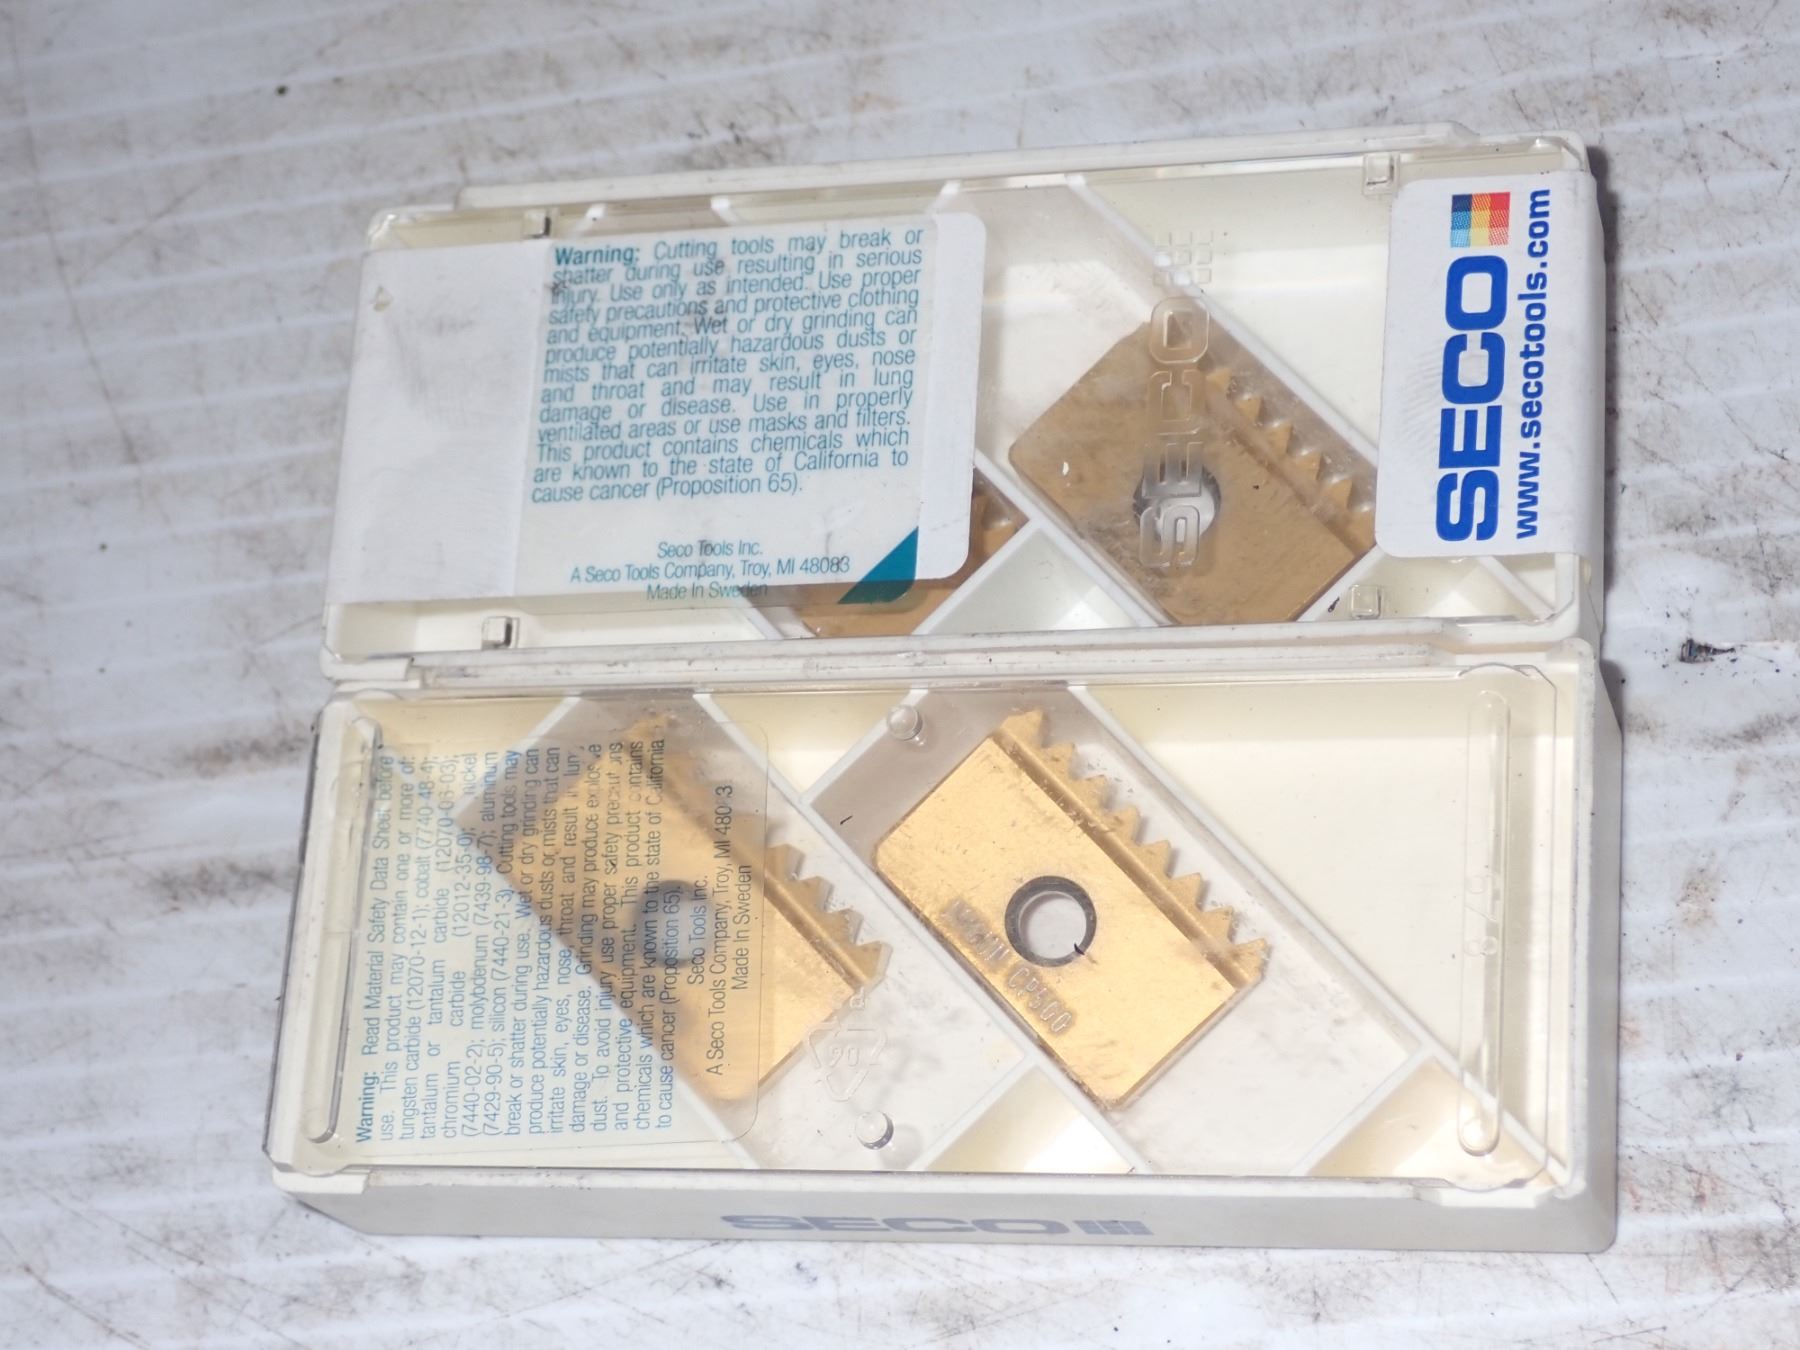 Warning: Cutting tools may break or
shatter during use resulting in serious
injury. Use only as intended. Use proper
safety precautions and protective clothing
and equipment. Wet or dry grinding can
produce potentially hazardous dusts or
mists that can irritate skin, eyes, nose
and throat and may result in lung
damage or disease. Use in properly
ventilated areas or use masks and filters.
This product contains chemicals which
are known to the state of California to
cause cancer (Proposition 65).
Seco Tools Inc.
A Seco Tools Company, Troy, MI 48083
Made In Sweden
SECO
SECO
www.secotools.com
Warning: Read Material Safety Data Sheet before
use. This product may contain one or more of:
tungsten carbide (12070-12-1); cobalt (7740-48-4);
tantalum or tantalum carbide (12070-06-03);
chromium carbide (12012-35-0); nickel
(7440-02-2); molybdenum (7439-98-7); aluminum
(7429-90-5); silicon (7440-21-3). Cutting tools may
break or shatter during use. Wet or dry grinding can
produce potentially hazardous dusts or mists that can
irritate skin, eyes, nose, throat and result in lung
damage or disease. Grinding may produce explosive
dust. To avoid injury use proper safety precautions
and protective equipment. This product contains
chemicals which are known to the state of California
to cause cancer (Proposition 65).
Seco Tools Inc.
A Seco Tools Company, Troy, MI 48083
Made In Sweden
CP500
SECO